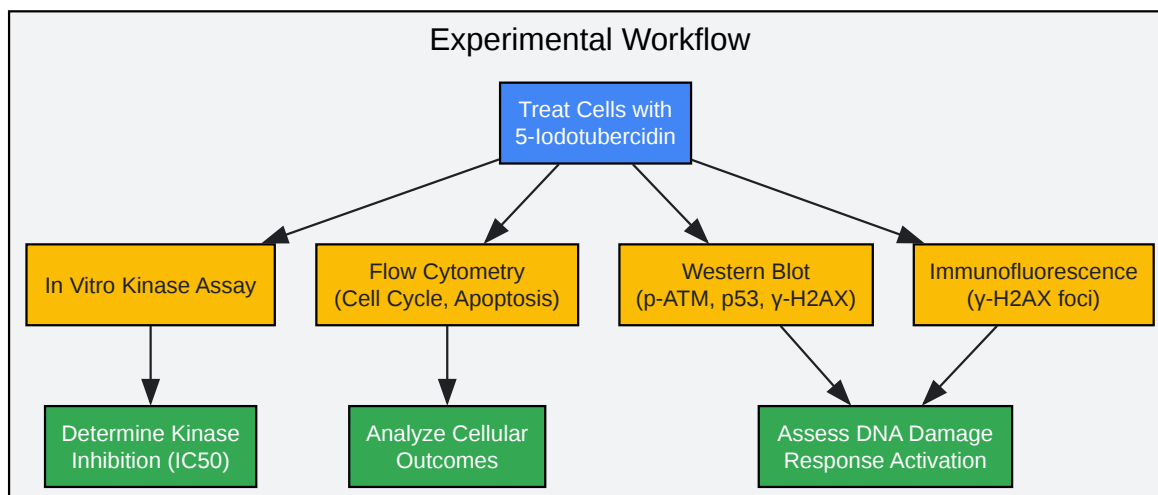 Experimental Workflow
Treat Cells with
5-Iodotubercidin
In Vitro Kinase Assay
Flow Cytometry
(Cell Cycle, Apoptosis)
Western Blot
(p-ATM, p53, γ-H2AX)
Immunofluorescence
(γ-H2AX foci)
Determine Kinase
Inhibition (IC50)
Analyze Cellular
Outcomes
Assess DNA Damage
Response Activation